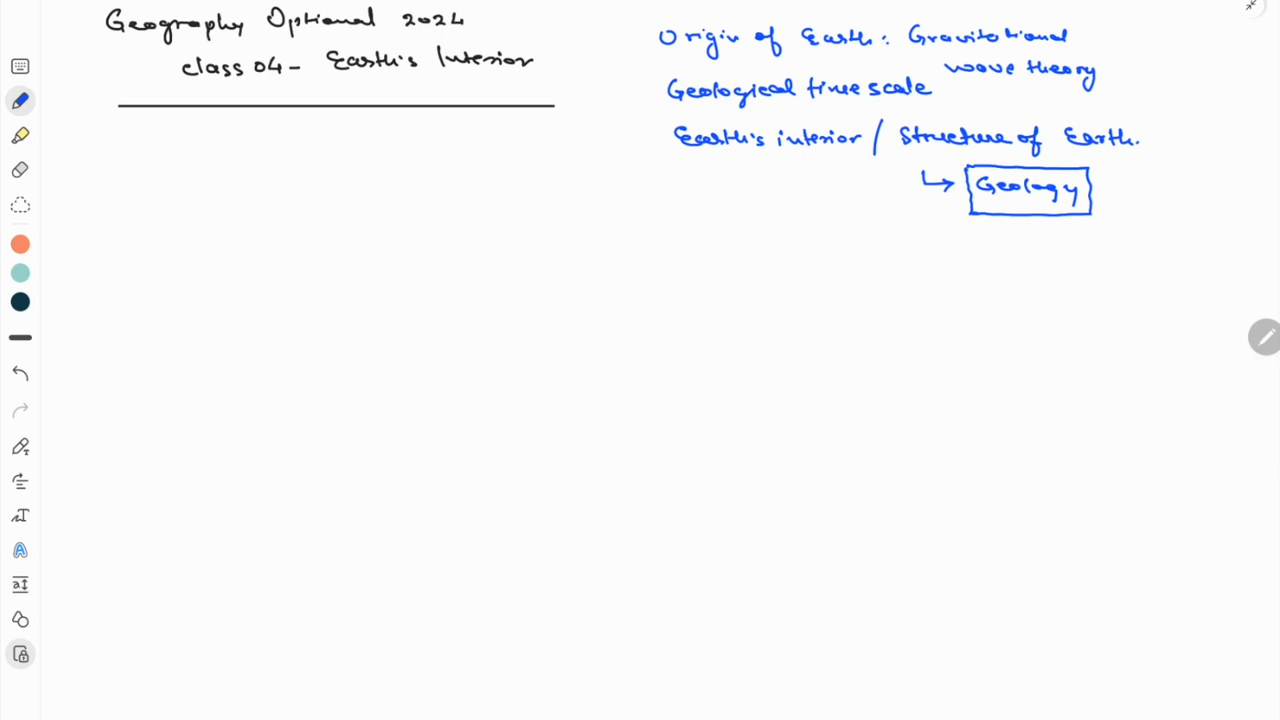 Geography Optional 2024
class 04 - Earth's Interior
Origin of Earth: Gravitational
wave theory
Geological time scale
Earth's interior / Structure of Earth.
↳ Geology